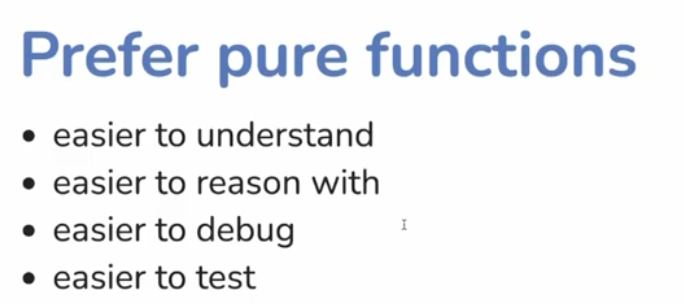 Prefer pure functions
• easier to understand
• easier to reason with
• easier to debug
• easier to test